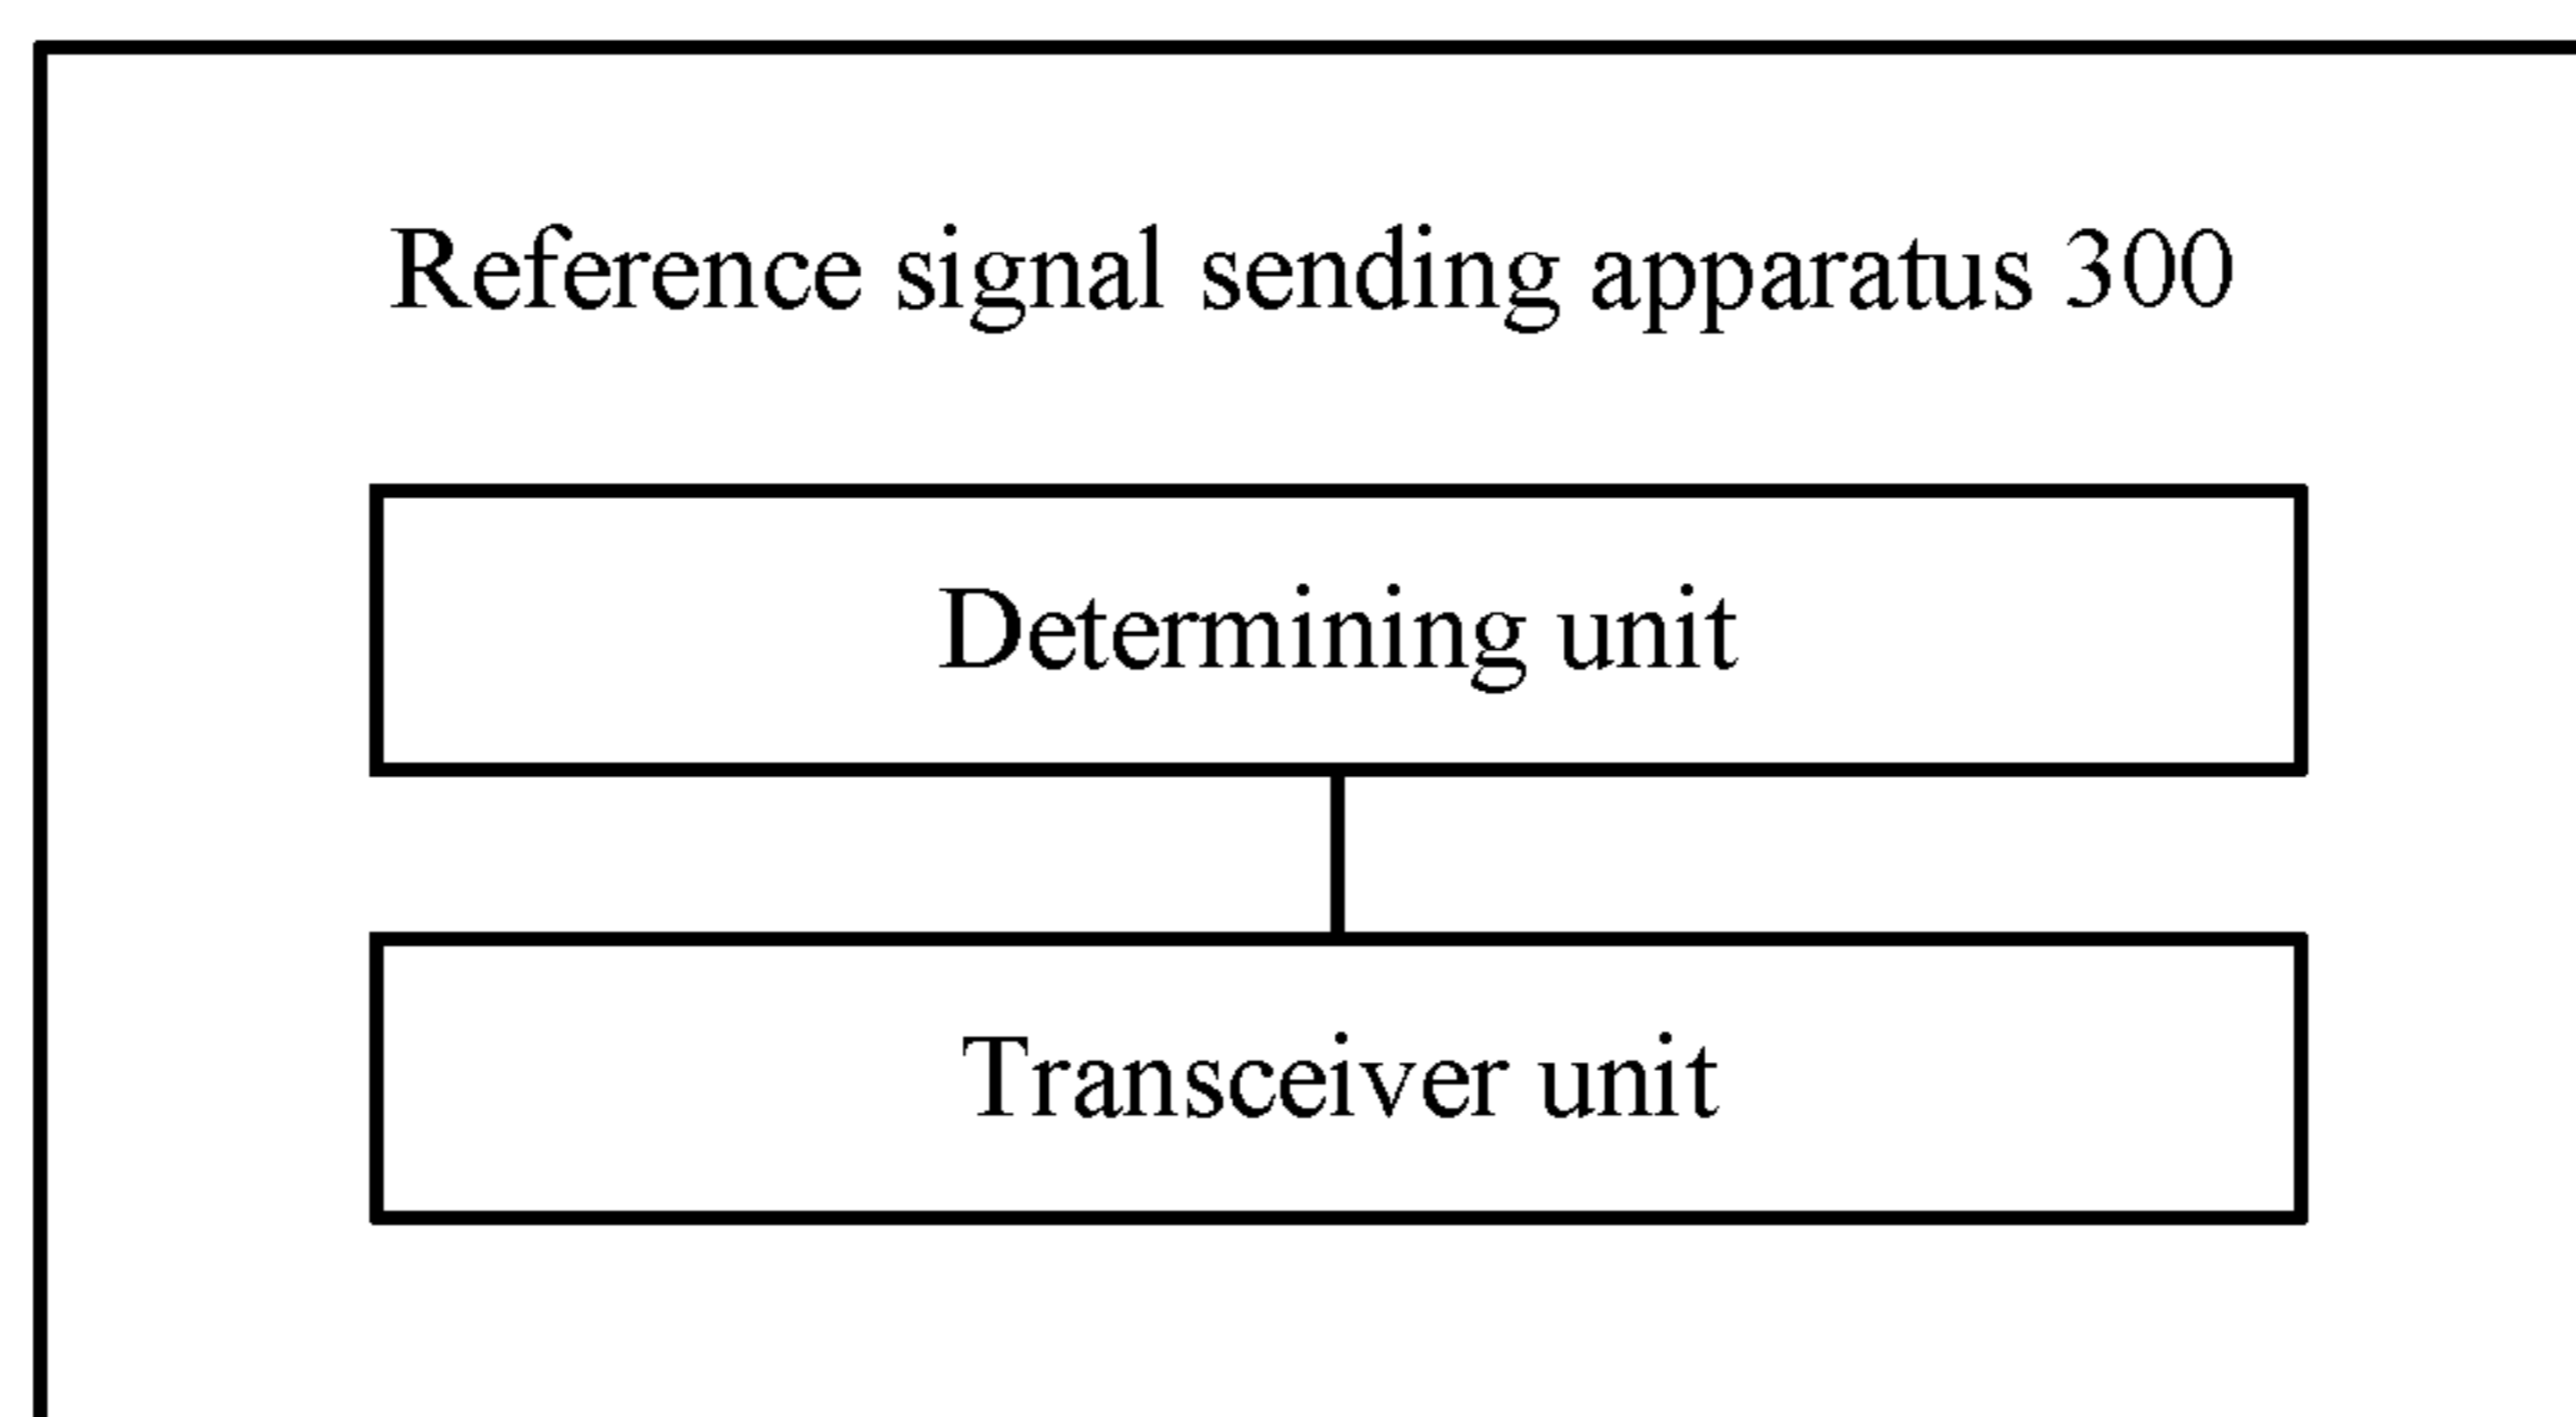 Reference signal sending apparatus 300
Determining unit
Transceiver unit